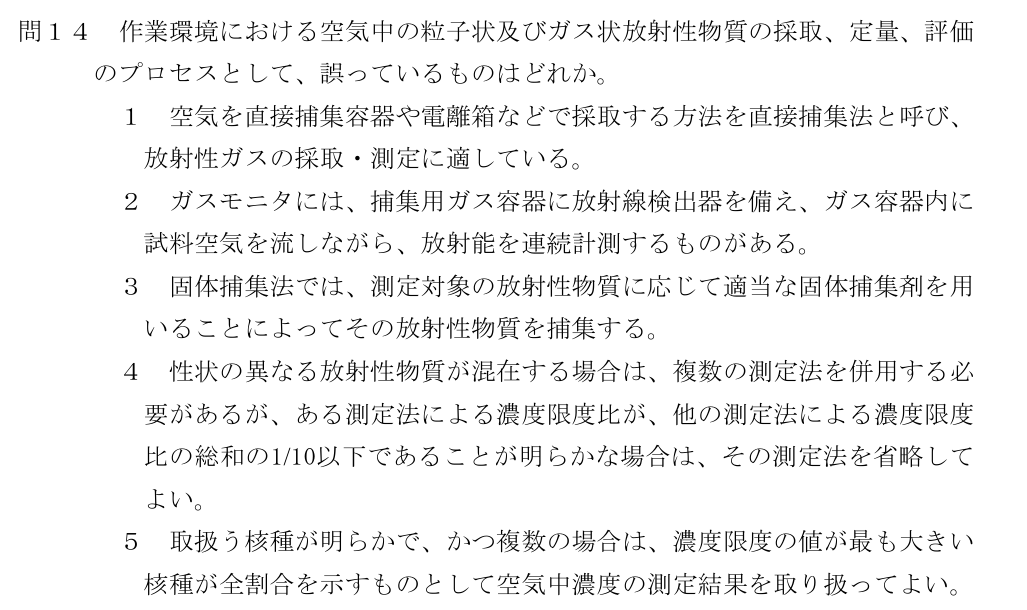 問１４　作業環境における空気中の粒子状及びガス状放射性物質の採取、定量、評価
のプロセスとして、誤っているものはどれか。
１　空気を直接捕集容器や電離箱などで採取する方法を直接捕集法と呼び、
放射性ガスの採取・測定に適している。
２　ガスモニタには、捕集用ガス容器に放射線検出器を備え、ガス容器内に
試料空気を流しながら、放射能を連続計測するものがある。
３　固体捕集法では、測定対象の放射性物質に応じて適当な固体捕集剤を用
いることによってその放射性物質を捕集する。
４　性状の異なる放射性物質が混在する場合は、複数の測定法を併用する必
要があるが、ある測定法による濃度限度比が、他の測定法による濃度限度
比の総和の1/10以下であることが明らかな場合は、その測定法を省略して
よい。
５　取扱う核種が明らかで、かつ複数の場合は、濃度限度の値が最も大きい
核種が全割合を示すものとして空気中濃度の測定結果を取り扱ってよい。